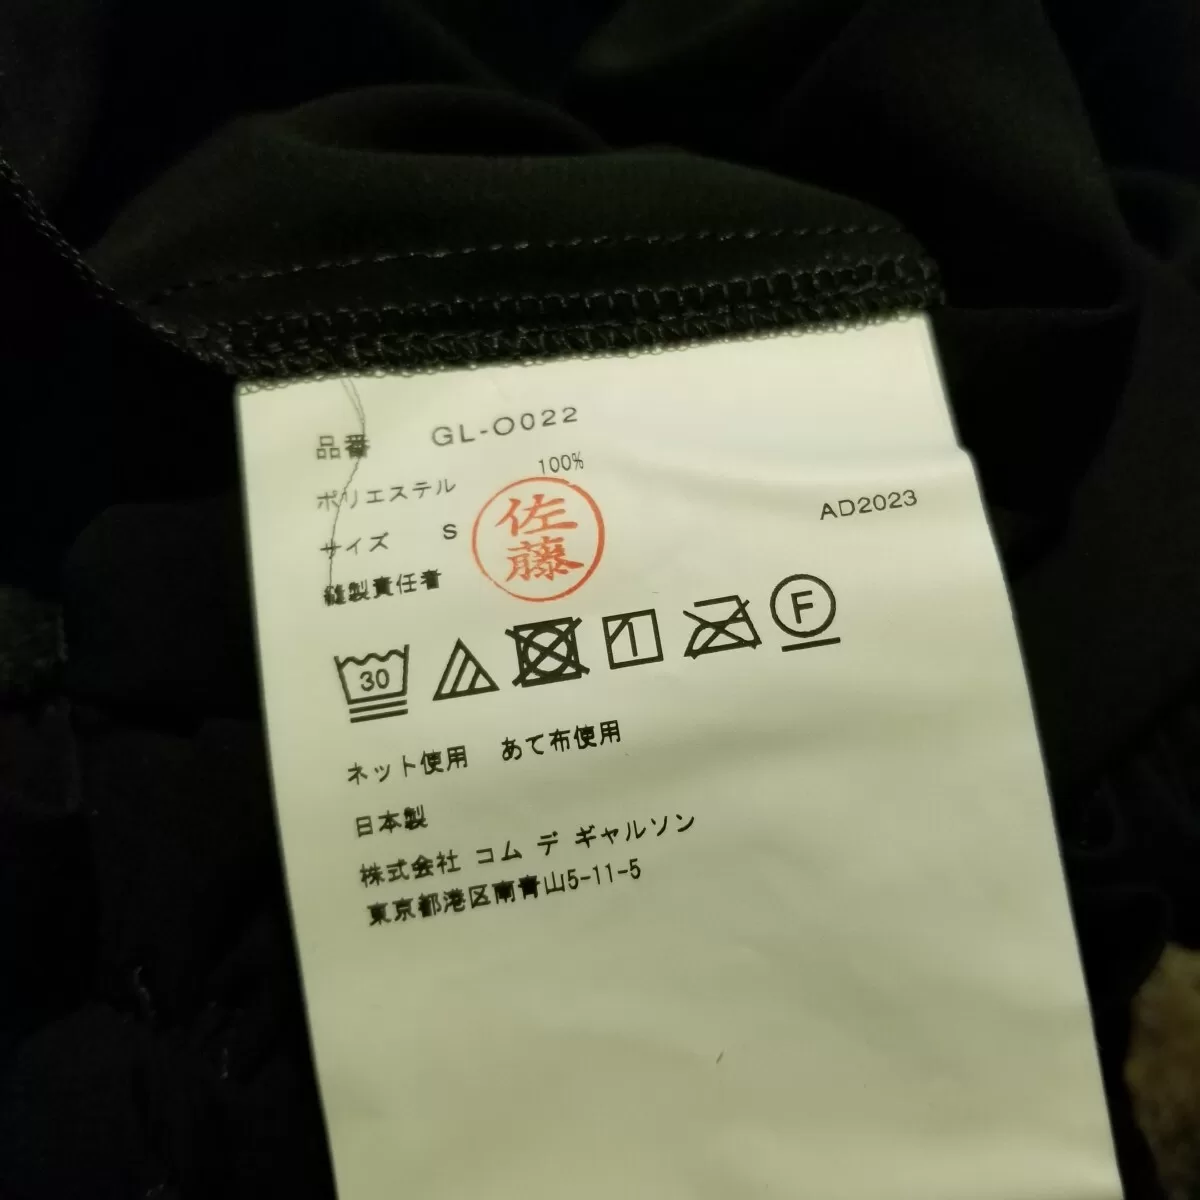 品番 GL-O022
ポリエステル 100%
サイズ S
AD2023
縫製責任者 佐藤
30
F
ネット使用 あて布使用
日本製
株式会社 コム デ ギャルソン
東京都港区南青山5-11-5